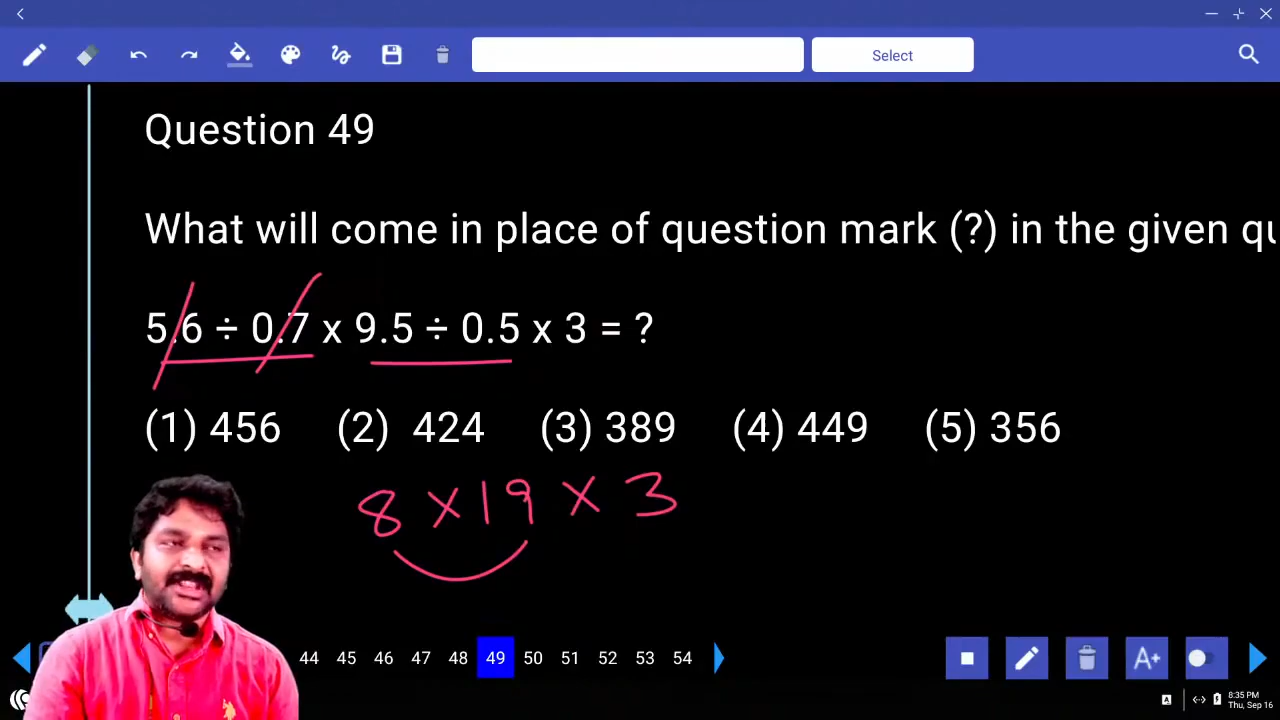 Select
Question 49
What will come in place of question mark (?) in the given qu
5.6 ÷ 0.7 x 9.5 ÷ 0.5 x 3 = ?
(1) 456 (2) 424 (3) 389 (4) 449 (5) 356
8 X 19 X 3
44 45 46 47 48 49 50 51 52 53 54
A+
A
8:35 PM
Thu, Sep 16